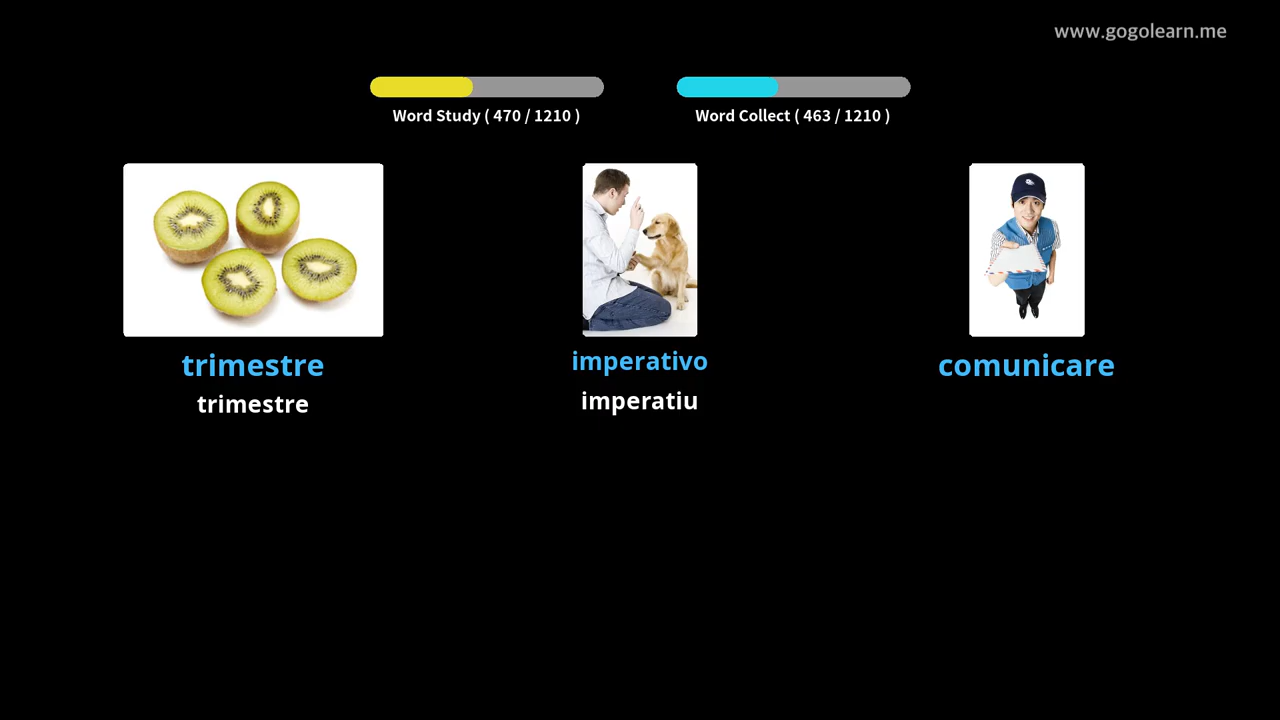 www.gogolearn.me
Word Study ( 470 / 1210 )
Word Collect ( 463 / 1210 )
trimestre
trimestre
imperativo
imperatiu
comunicare